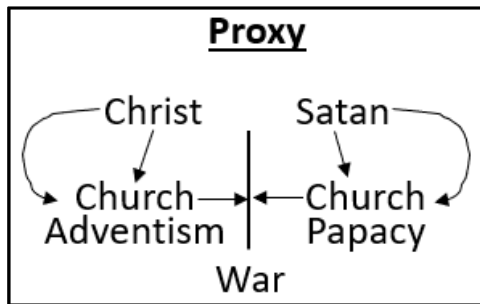 Proxy
Christ Satan
Church Church
Adventism Papacy
War